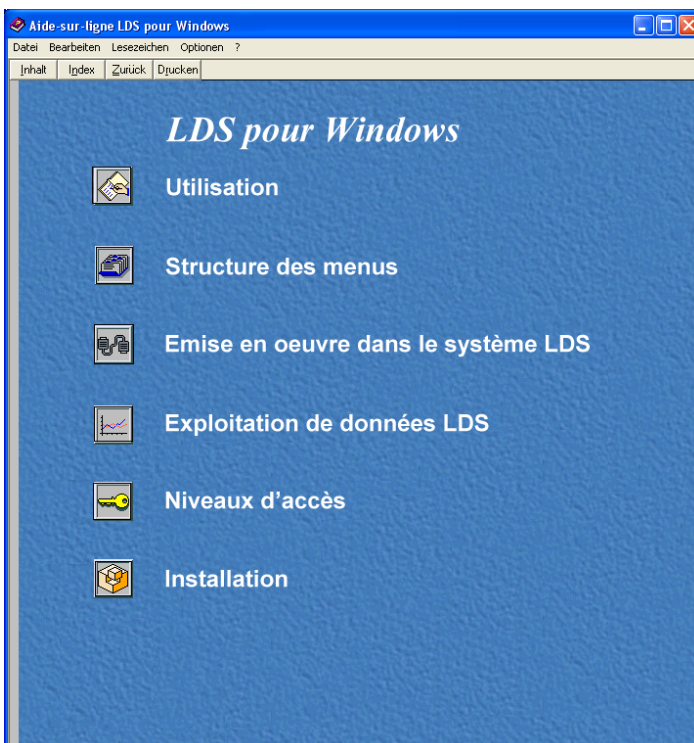 Aide-sur-ligne LDS pour Windows
Datei Bearbeiten Lesezeichen Optionen ?
Inhalt Index Zurück Drucken
LDS pour Windows
Utilisation
Structure des menus
Emise en oeuvre dans le système LDS
Exploitation de données LDS
Niveaux d'accès
Installation